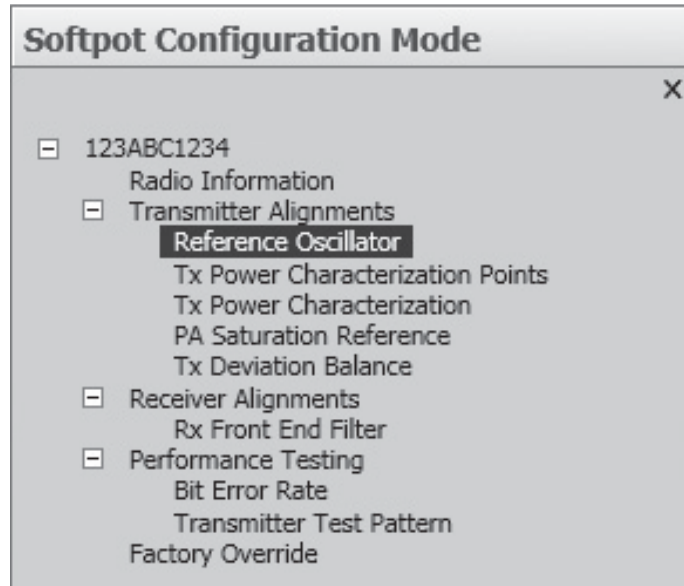 Softpot Configuration Mode
X
123ABC1234
Radio Information
Transmitter Alignments
Reference Oscillator
Tx Power Characterization Points
Tx Power Characterization
PA Saturation Reference
Tx Deviation Balance
Receiver Alignments
Rx Front End Filter
Performance Testing
Bit Error Rate
Transmitter Test Pattern
Factory Override